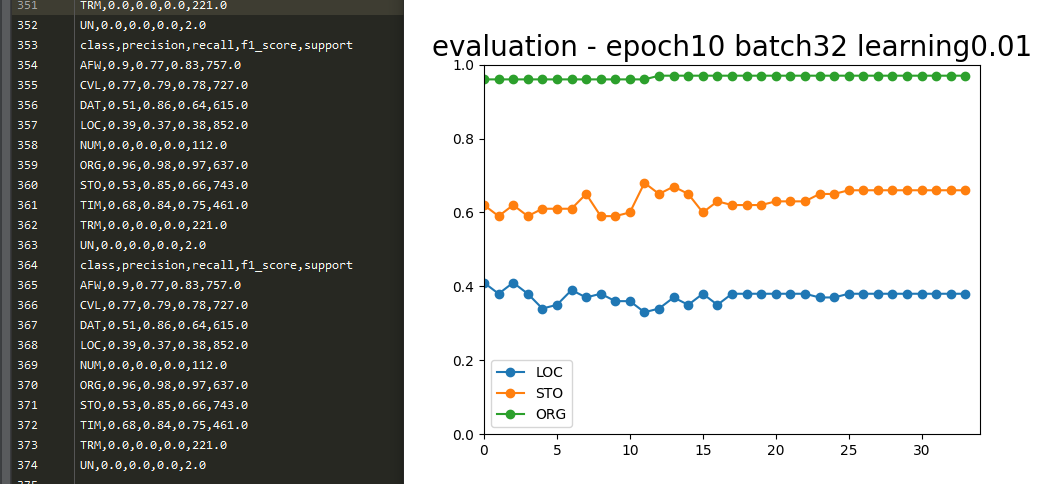 351 TRM,0.0,0.0,0.0,221.0
352 UN,0.0,0.0,0.0,2.0
353 class,precision,recall,f1_score,support
354 AFW,0.9,0.77,0.83,757.0
355 CVL,0.77,0.79,0.78,727.0
356 DAT,0.51,0.86,0.64,615.0
357 LOC,0.39,0.37,0.38,852.0
358 NUM,0.0,0.0,0.0,112.0
359 ORG,0.96,0.98,0.97,637.0
360 STO,0.53,0.85,0.66,743.0
361 TIM,0.68,0.84,0.75,461.0
362 TRM,0.0,0.0,0.0,221.0
363 UN,0.0,0.0,0.0,2.0
364 class,precision,recall,f1_score,support
365 AFW,0.9,0.77,0.83,757.0
366 CVL,0.77,0.79,0.78,727.0
367 DAT,0.51,0.86,0.64,615.0
368 LOC,0.39,0.37,0.38,852.0
369 NUM,0.0,0.0,0.0,112.0
370 ORG,0.96,0.98,0.97,637.0
371 STO,0.53,0.85,0.66,743.0
372 TIM,0.68,0.84,0.75,461.0
373 TRM,0.0,0.0,0.0,221.0
374 UN,0.0,0.0,0.0,2.0
evaluation - epoch10 batch32 learning0.01
1.0
0.8
0.6
0.4
0.2
0.0
LOC
STO
ORG
0 5 10 15 20 25 30